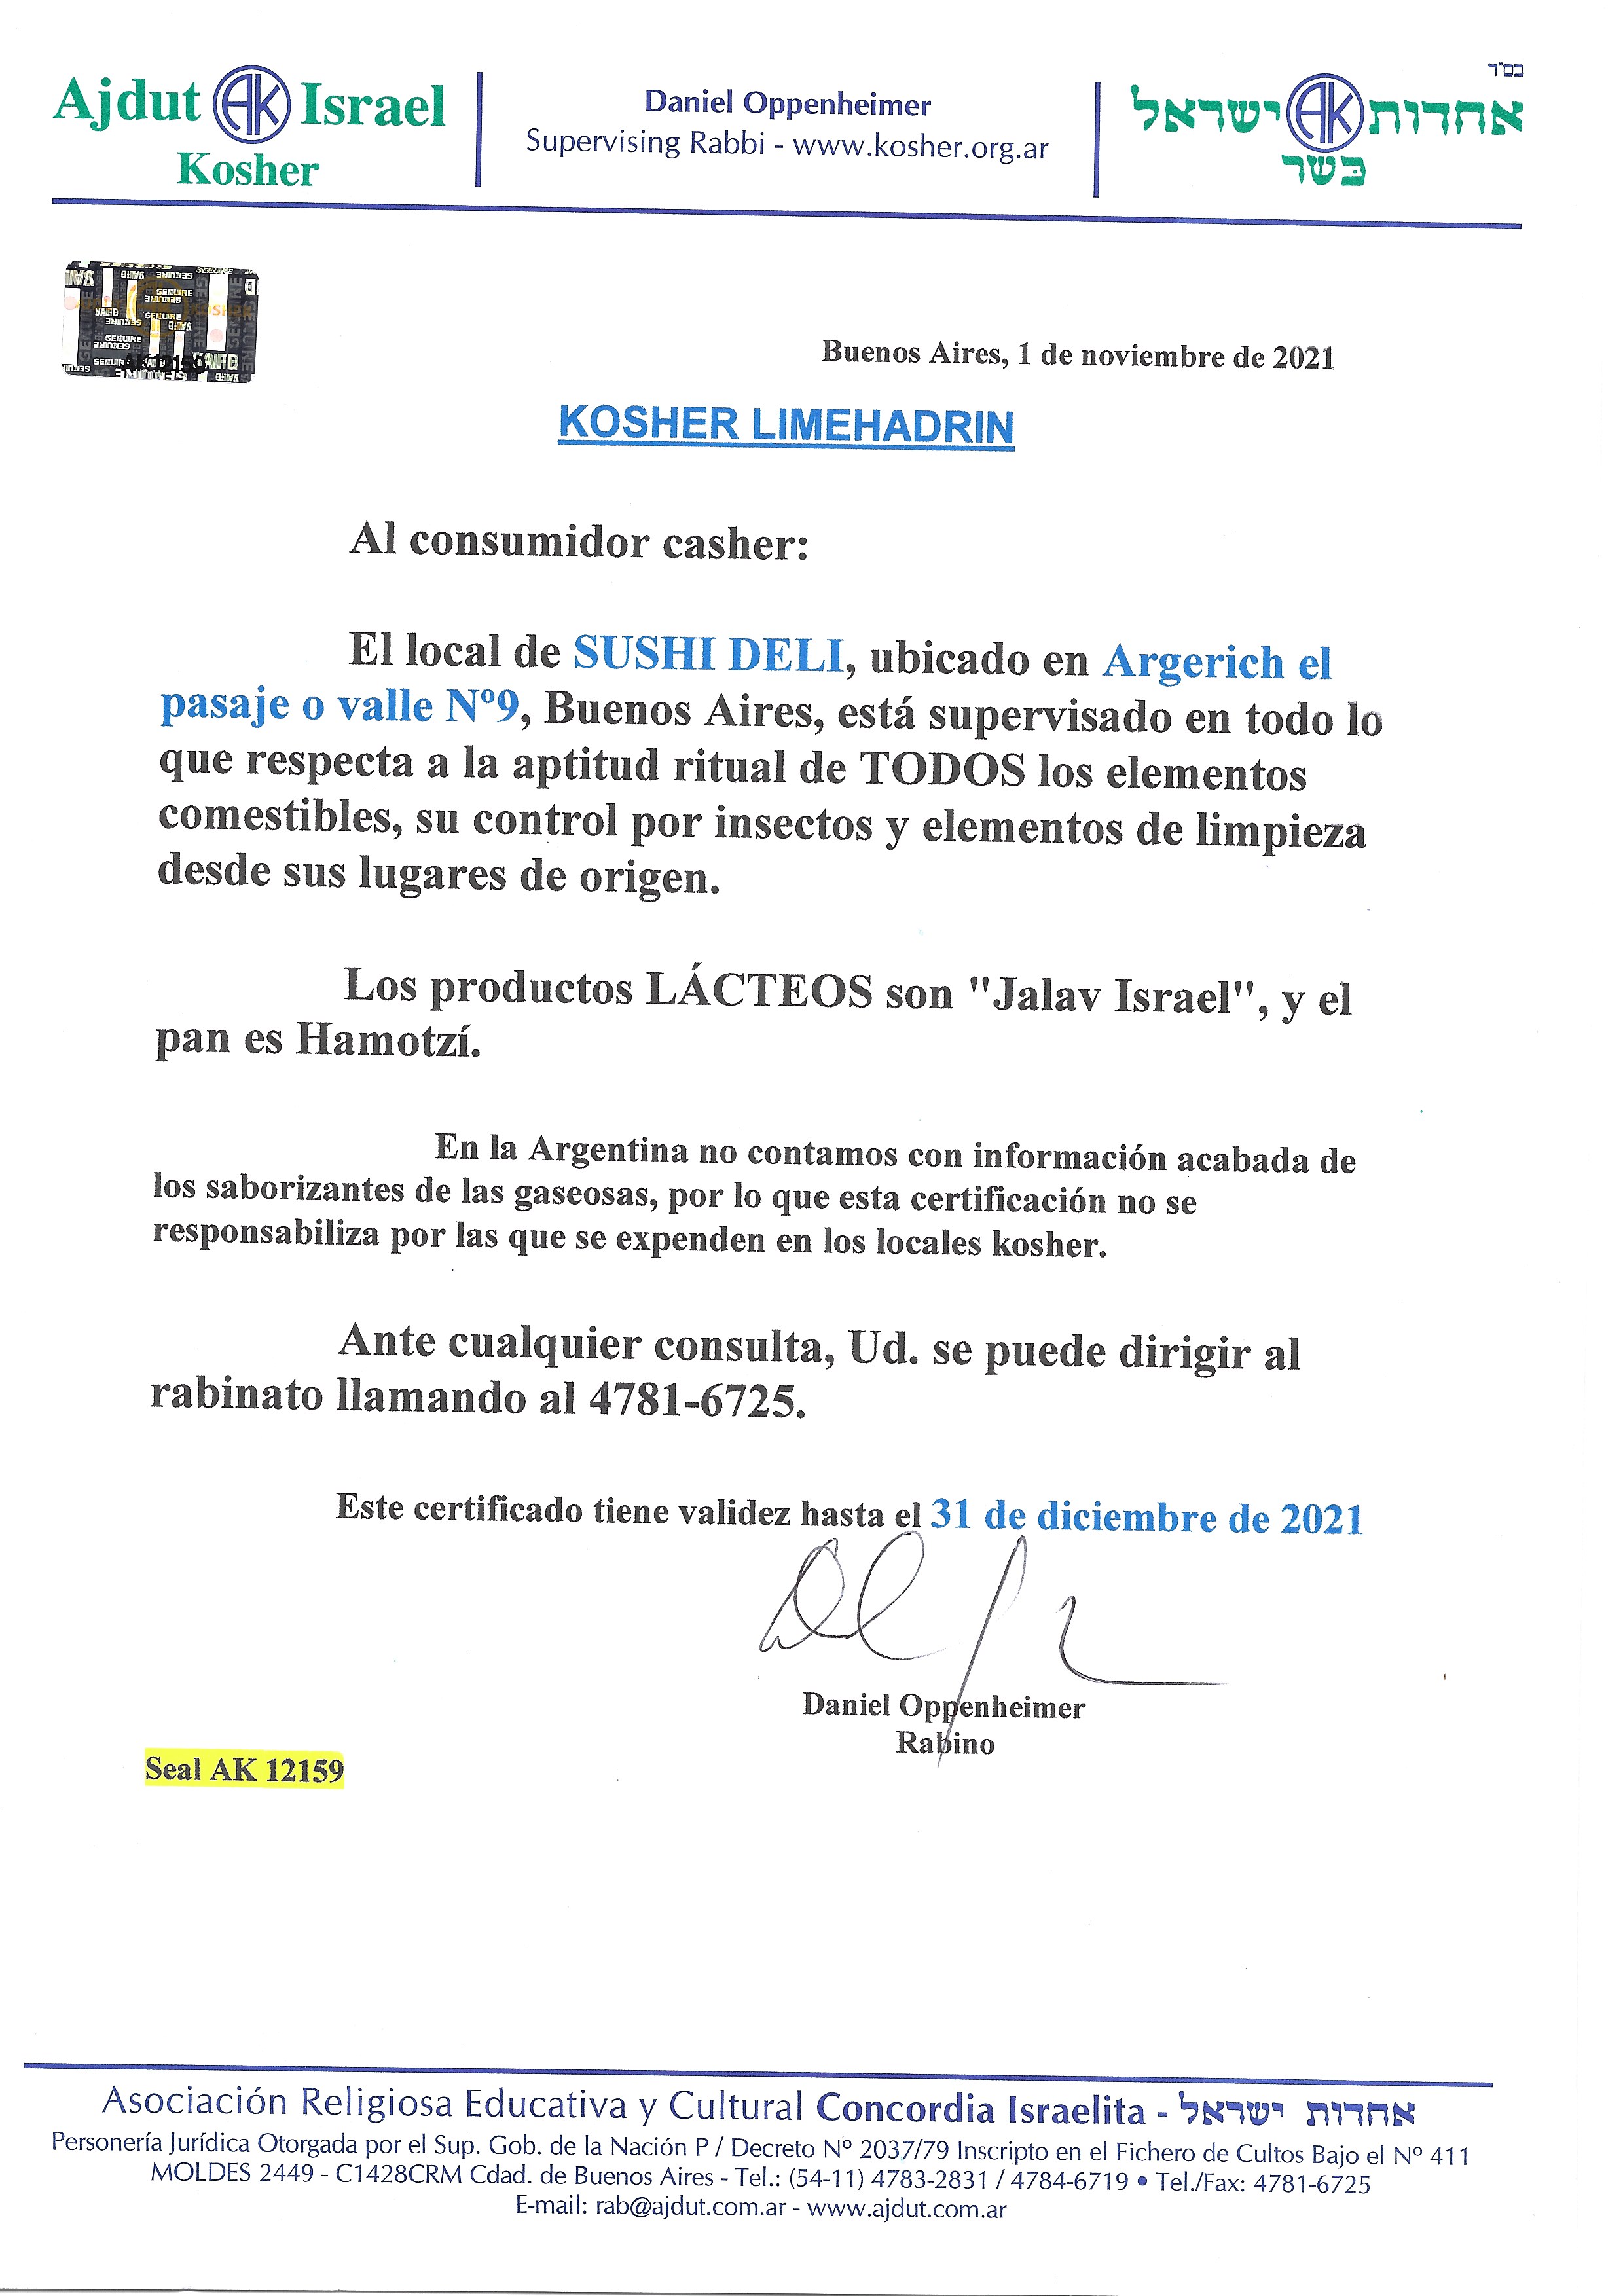 בס"ד
Ajdut AK Israel
Kosher
Daniel Oppenheimer
Supervising Rabbi - www.kosher.org.ar
אחדות AK ישראל
כשר
GENUINE
VALID
AK12159
Buenos Aires, 1 de noviembre de 2021
KOSHER LIMEHADRIN
Al consumidor casher:
El local de SUSHI DELI, ubicado en Argerich el
pasaje o valle Nº9, Buenos Aires, está supervisado en todo lo
que respecta a la aptitud ritual de TODOS los elementos
comestibles, su control por insectos y elementos de limpieza
desde sus lugares de origen.
Los productos LÁCTEOS son "Jalav Israel", y el
pan es Hamotzí.
En la Argentina no contamos con información acabada de
los saborizantes de las gaseosas, por lo que esta certificación no se
responsabiliza por las que se expenden en los locales kosher.
Ante cualquier consulta, Ud. se puede dirigir al
rabinato llamando al 4781-6725.
Este certificado tiene validez hasta el 31 de diciembre de 2021
Daniel Oppenheimer
Rabino
Seal AK 12159
Asociación Religiosa Educativa y Cultural Concordia Israelita - אחדות ישראל
Personería Jurídica Otorgada por el Sup. Gob. de la Nación P / Decreto Nº 2037/79 Inscripto en el Fichero de Cultos Bajo el Nº 411
MOLDES 2449 - C1428CRM Cdad. de Buenos Aires - Tel.: (54-11) 4783-2831 / 4784-6719 • Tel./Fax: 4781-6725
E-mail: rab@ajdut.com.ar - www.ajdut.com.ar